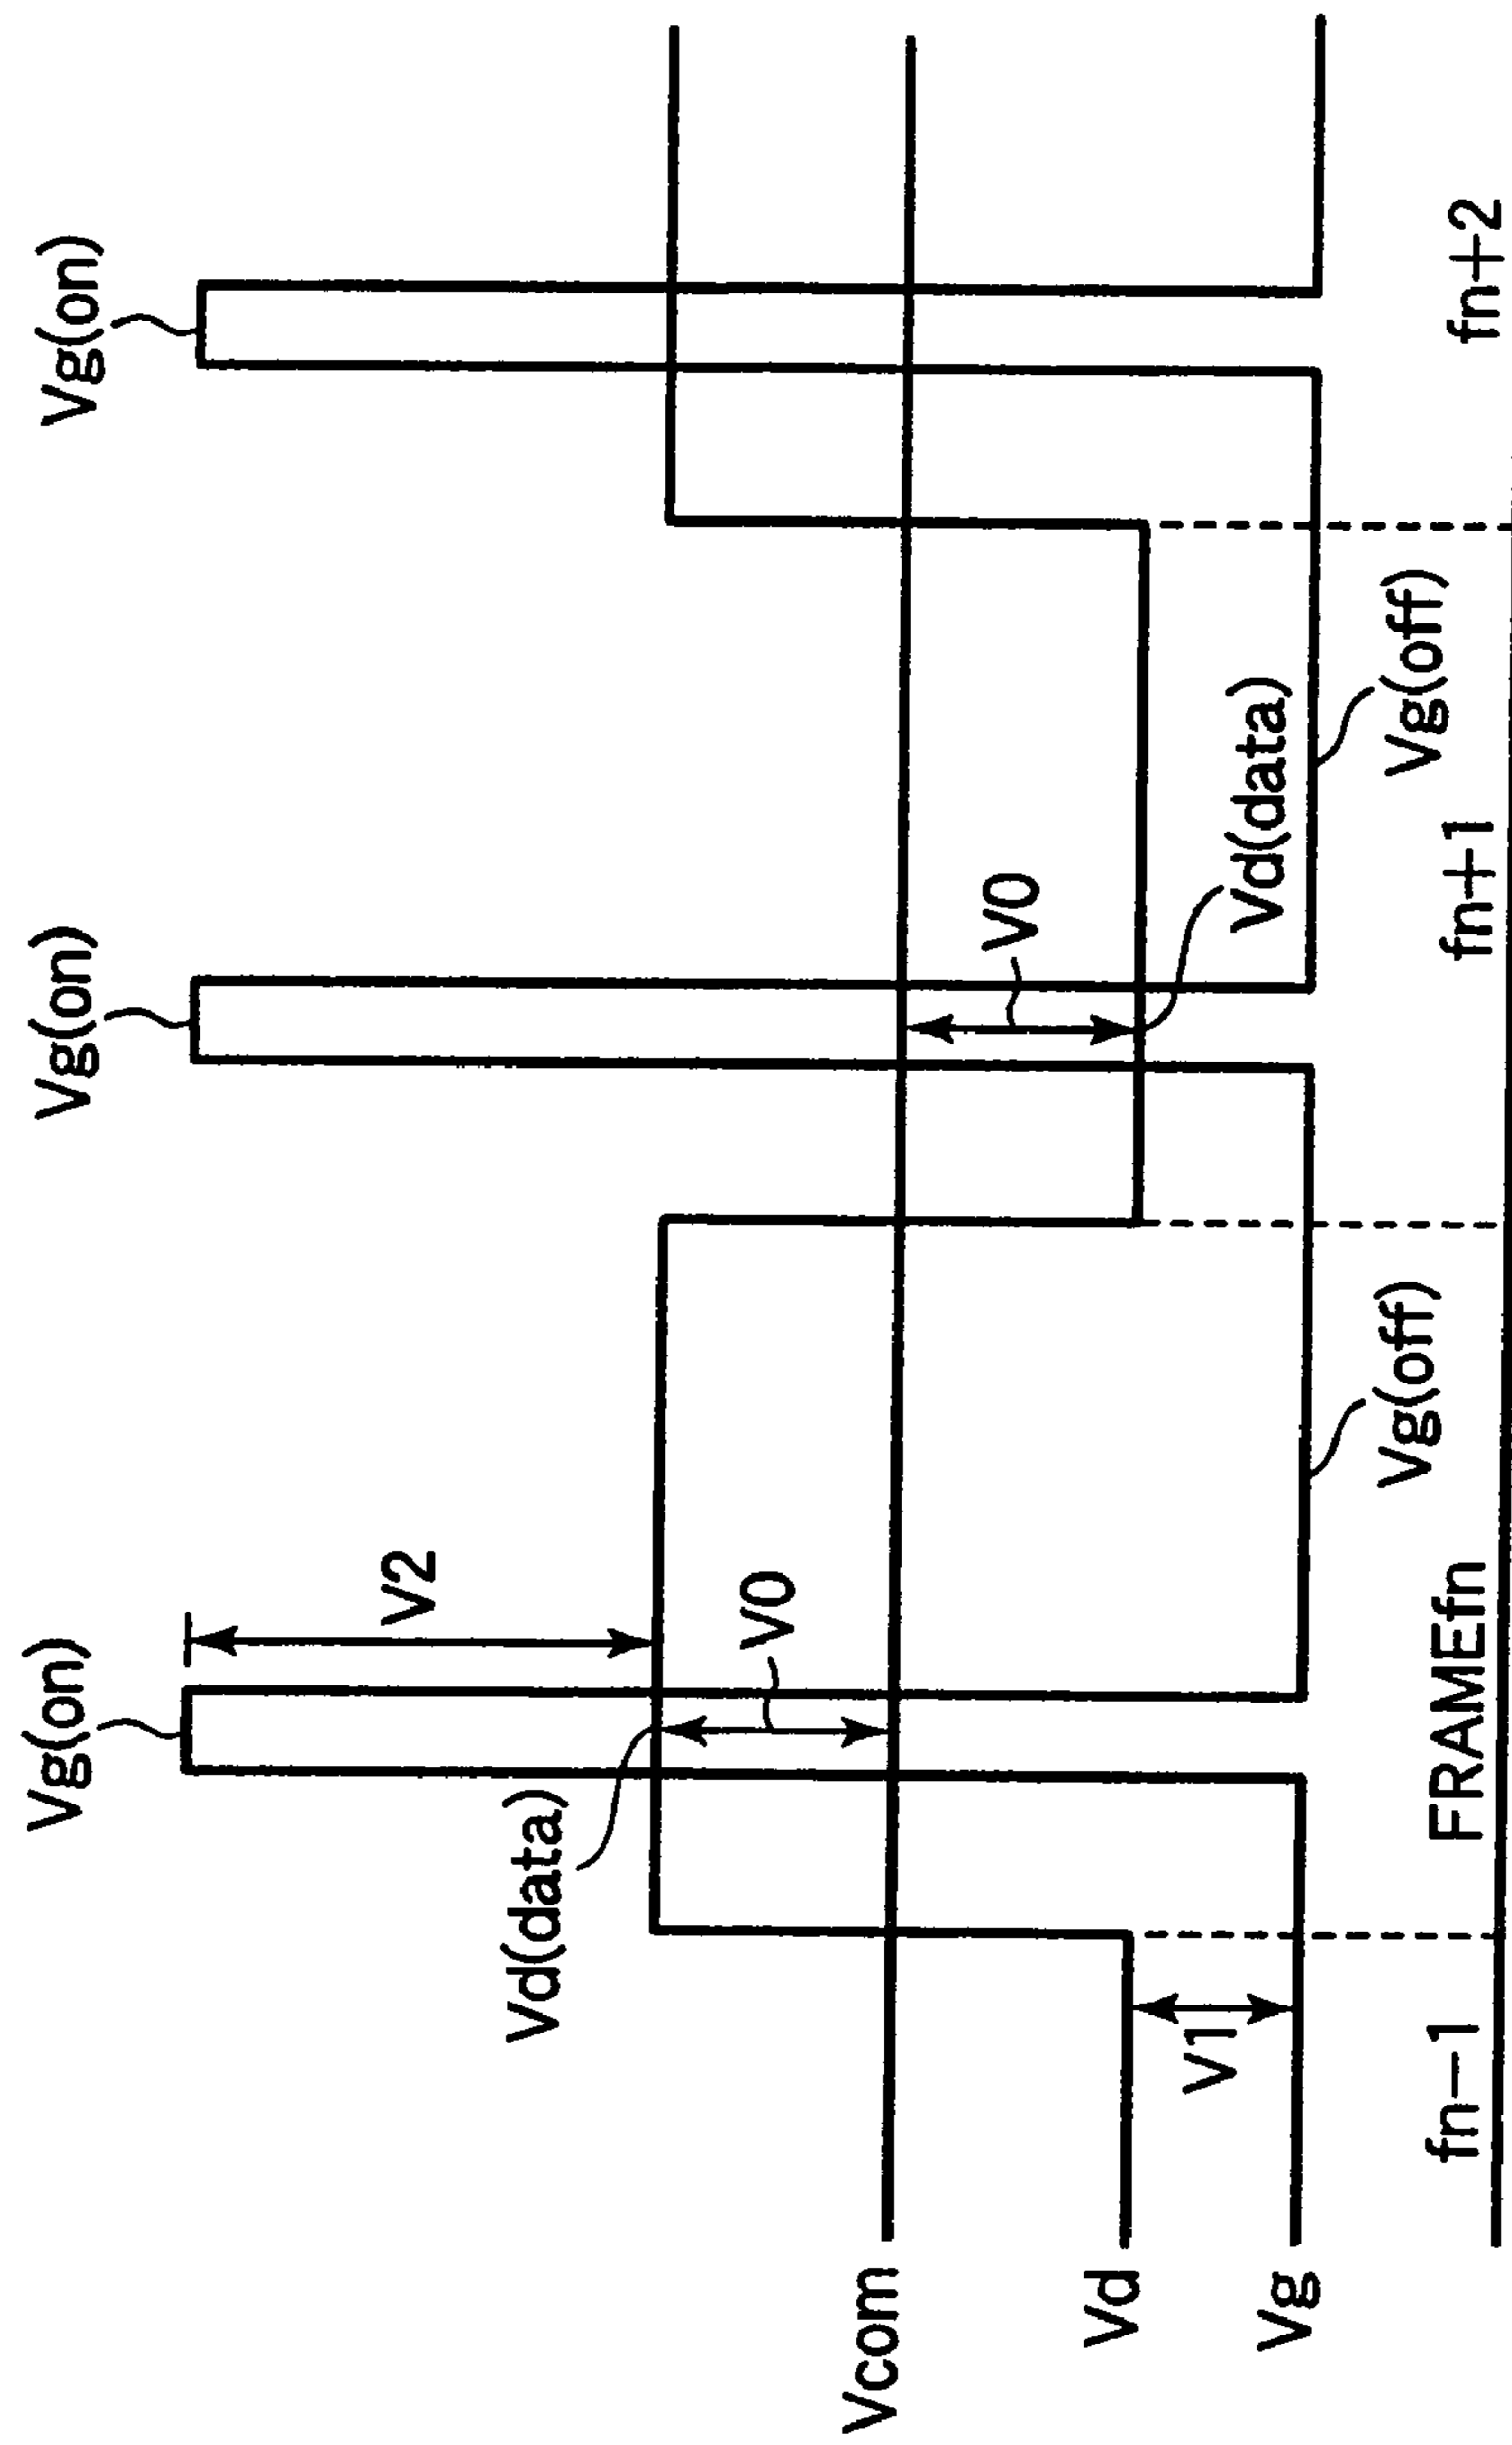 Vg(on)
Vg(on)
Vg(on)
V2
Vd(data)
V0
V0
Vcom
Vd
V1
Vd(data)
Vg
Vg(off)
Vg(off)
fn−1
FRAMEfn
fn+1
fn+2